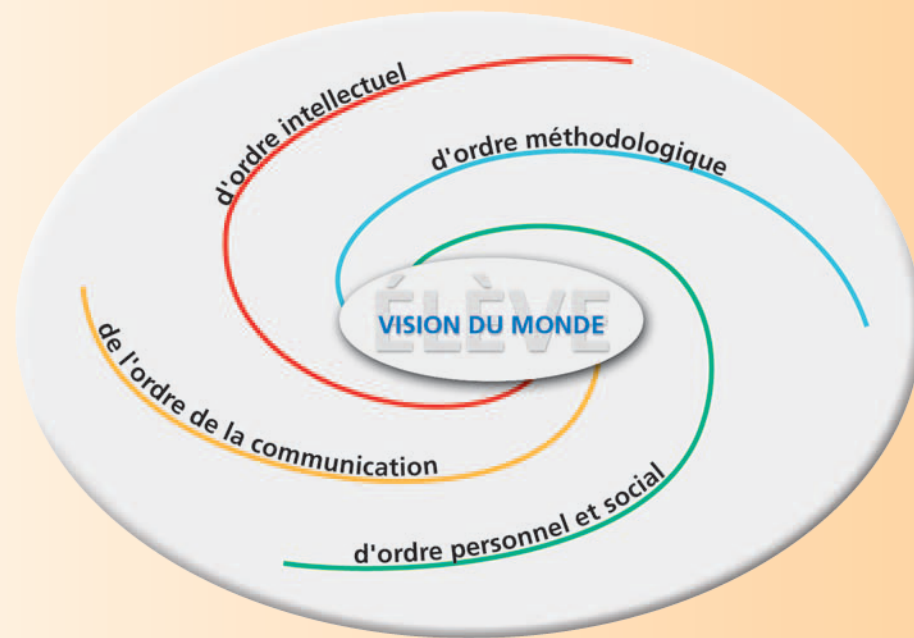 d'ordre intellectuel
d'ordre méthodologique
ÉLÈVE
VISION DU MONDE
de l'ordre de la communication
d'ordre personnel et social